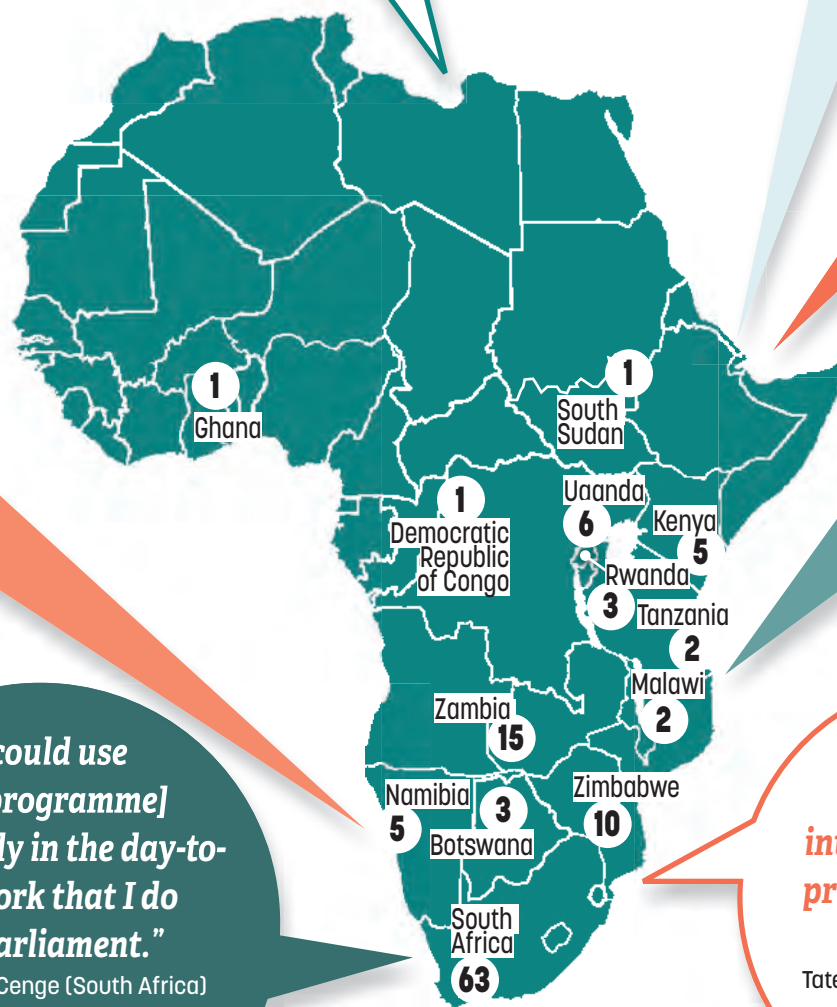 1
Ghana
1
South
Sudan
1
Democratic
Republic
of Congo
Uganda
6
Kenya
5
Rwanda
3
Tanzania
2
Malawi
2
Zambia
15
Namibia
5
3
Botswana
Zimbabwe
10
South
Africa
63
could use
programme]
ly in the day-to-
ork that I do
arliament.”
Cenge (South Africa)
int
pr
Tate